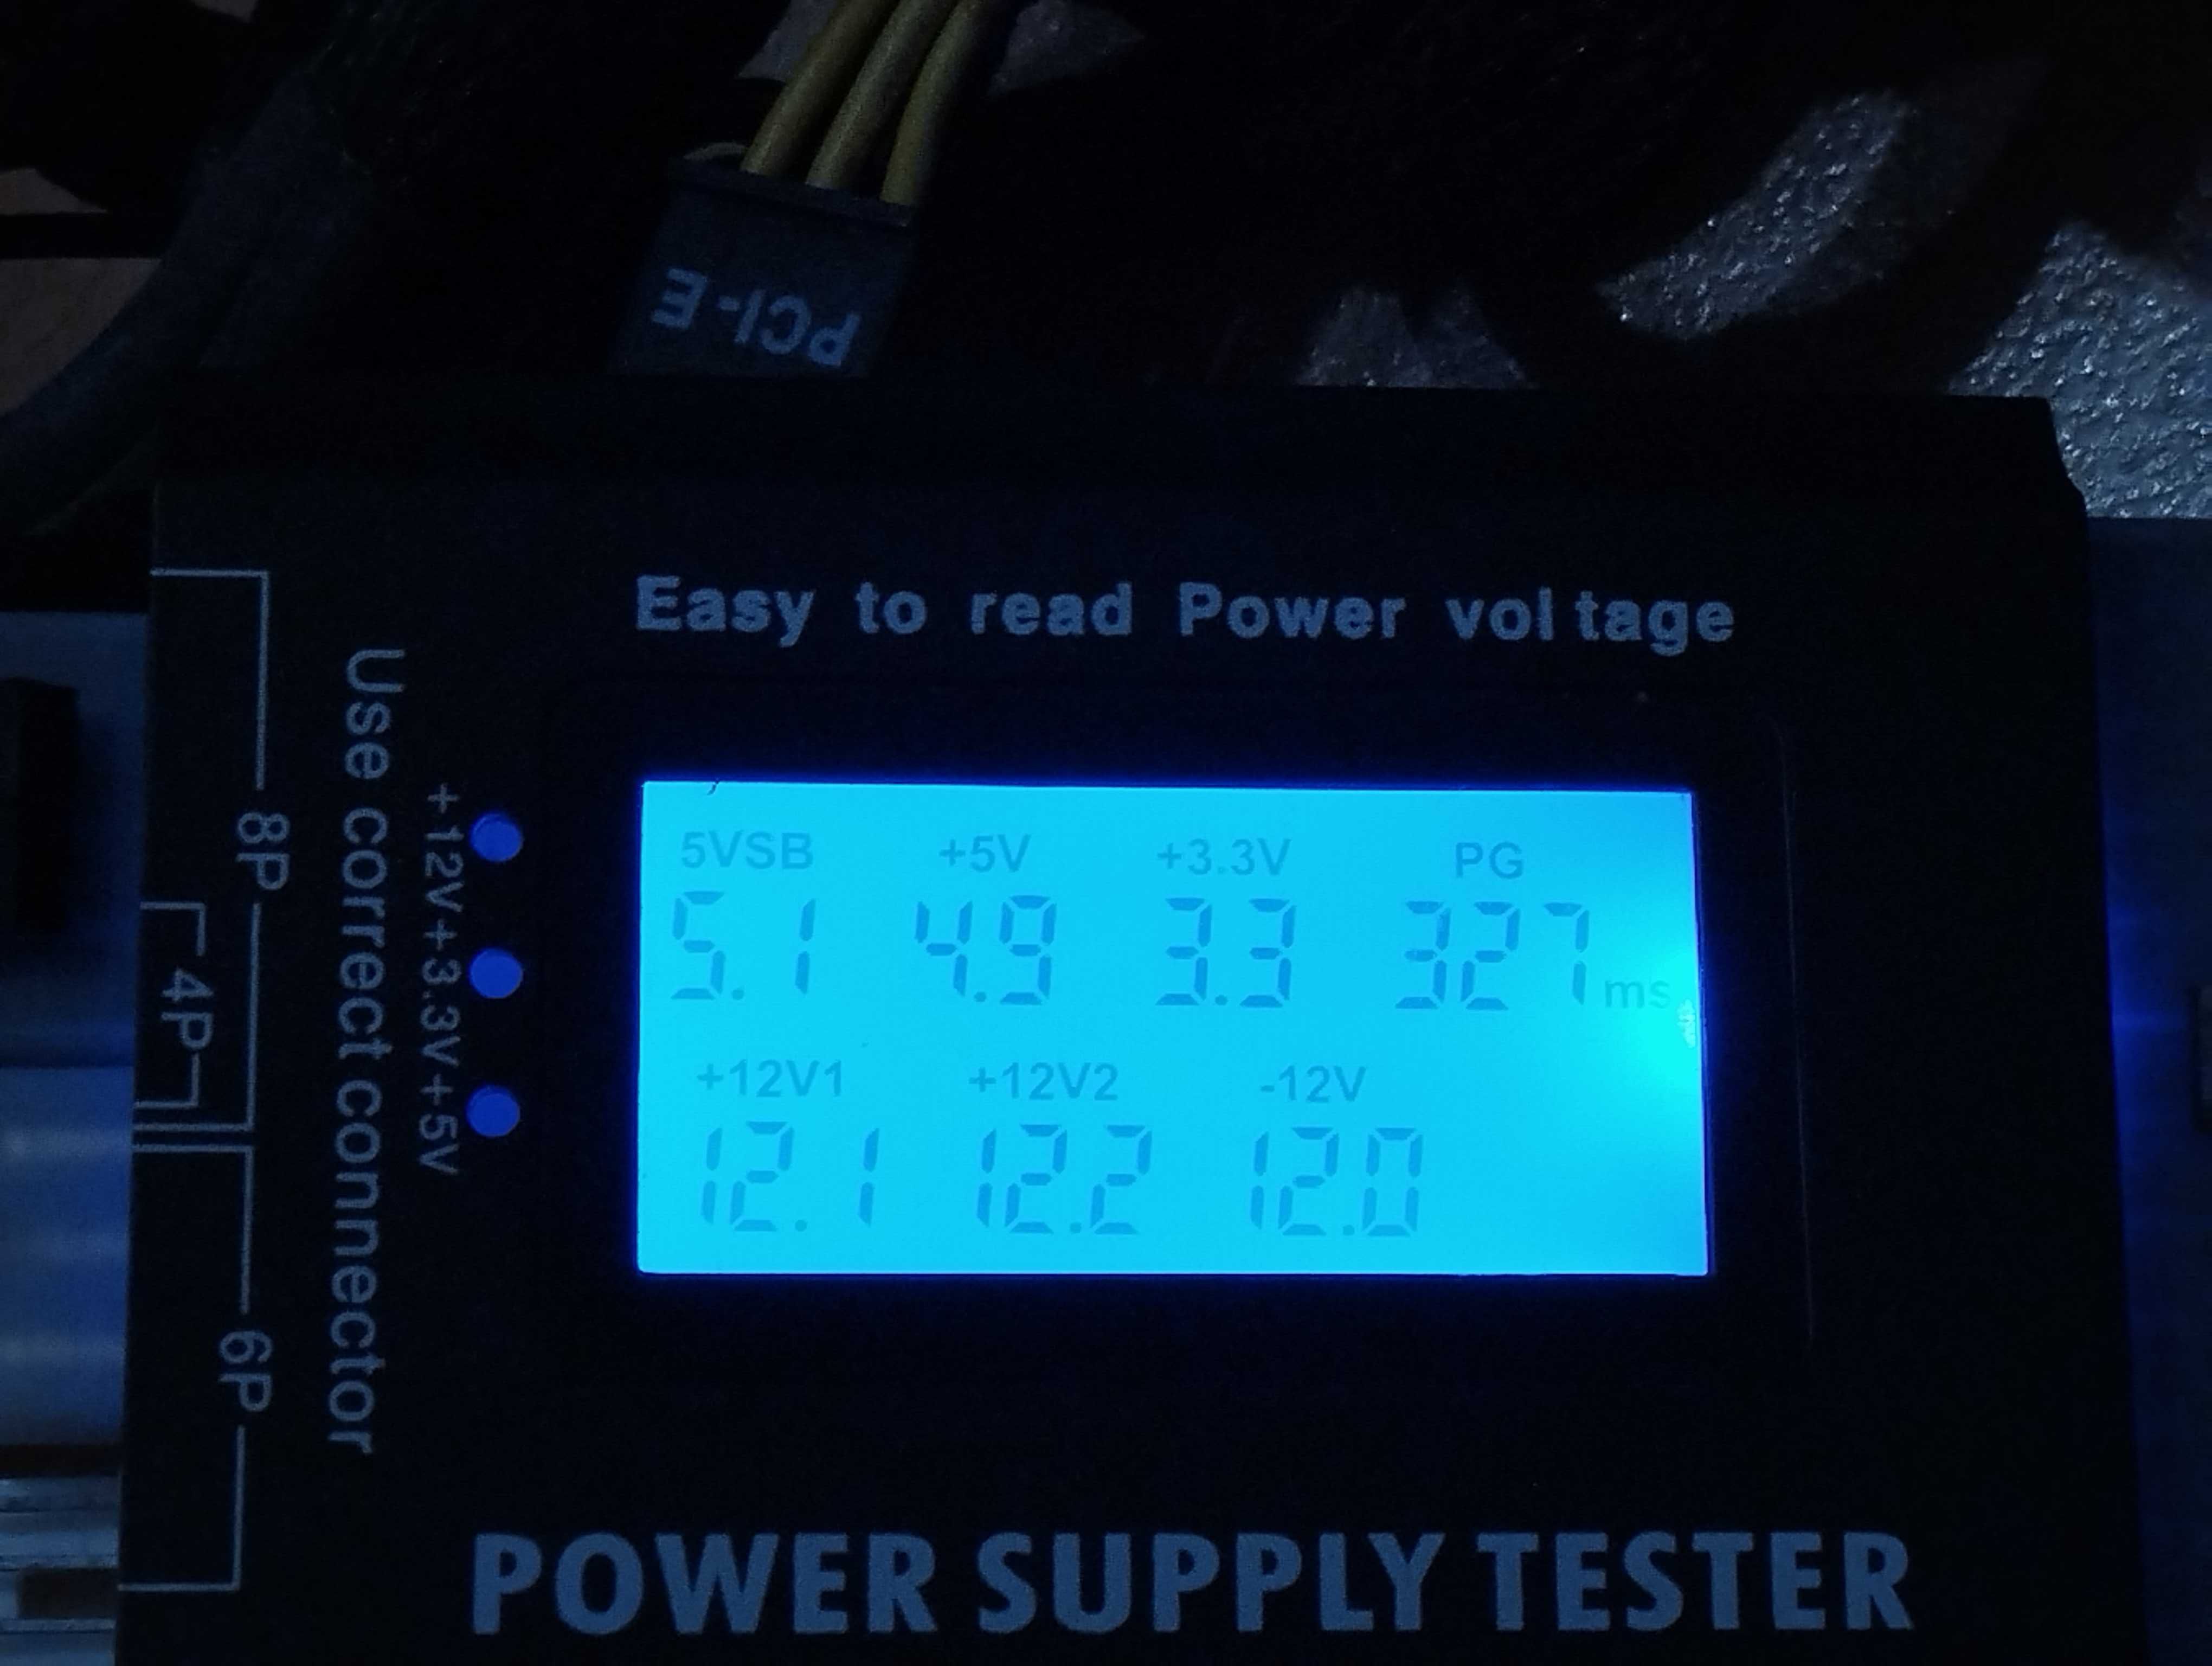 PCI-E
Easy to read Power voltage
5VSB +5V +3.3V PG
5.1 4.9 3.3 327 ms
+12V1 +12V2 -12V
12.1 12.2 12.0
+12V+3.3V+5V
Use correct connector
8P
4P
6P
POWER SUPPLY TESTER